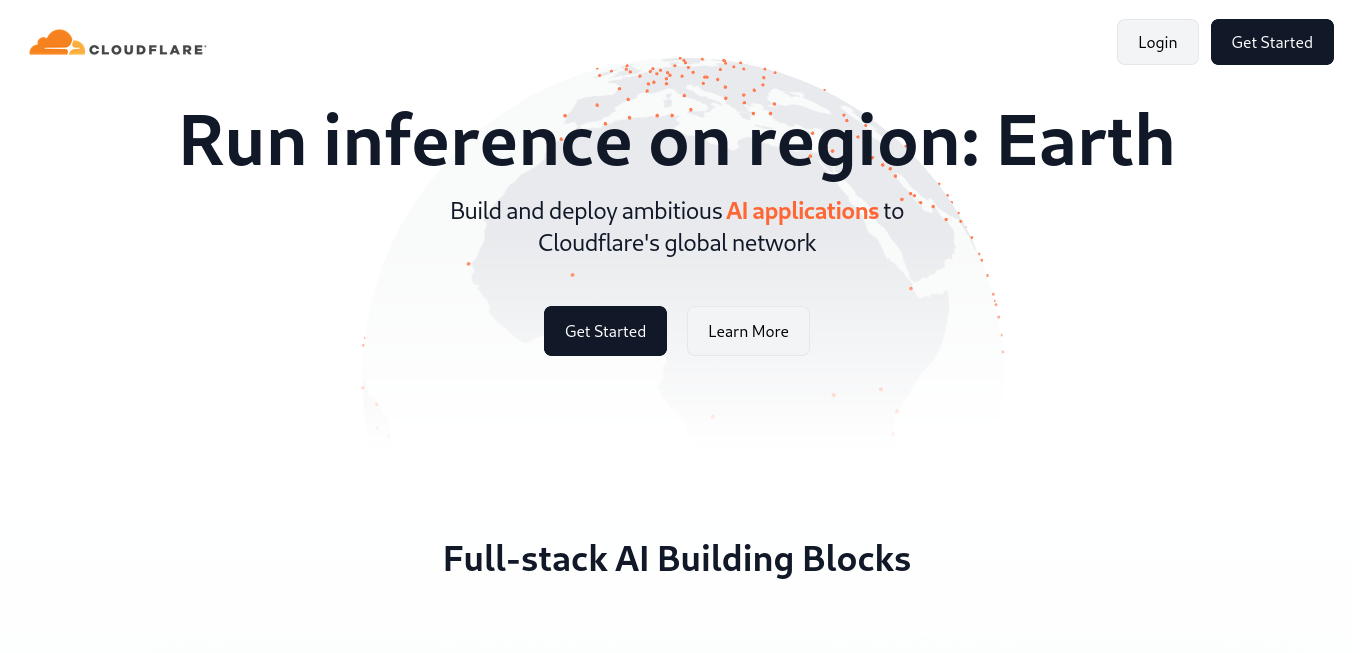 CLOUDFLARE
Login
Get Started
Run inference on region: Earth
Build and deploy ambitious AI applications to
Cloudflare's global network
Get Started
Learn More
Full-stack AI Building Blocks